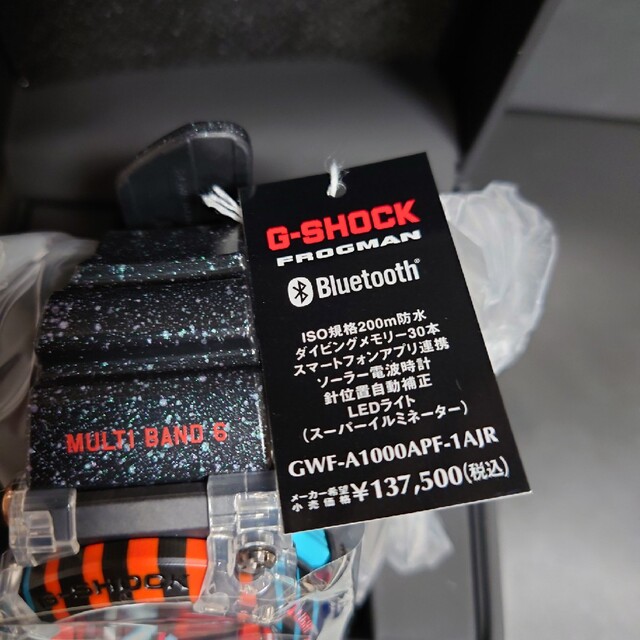 G-SHOCK
FROGMAN
Bluetooth®
ISO規格200m防水
ダイビングメモリー30本
スマートフォンアプリ連携
ソーラー電波時計
針位置自動補正
LEDライト
(スーパーイルミネーター)
GWF-A1000APF-1AJR
メーカー希望
小売価格 ¥137,500(税込)
MULTI BAND 6
G-SHOCK